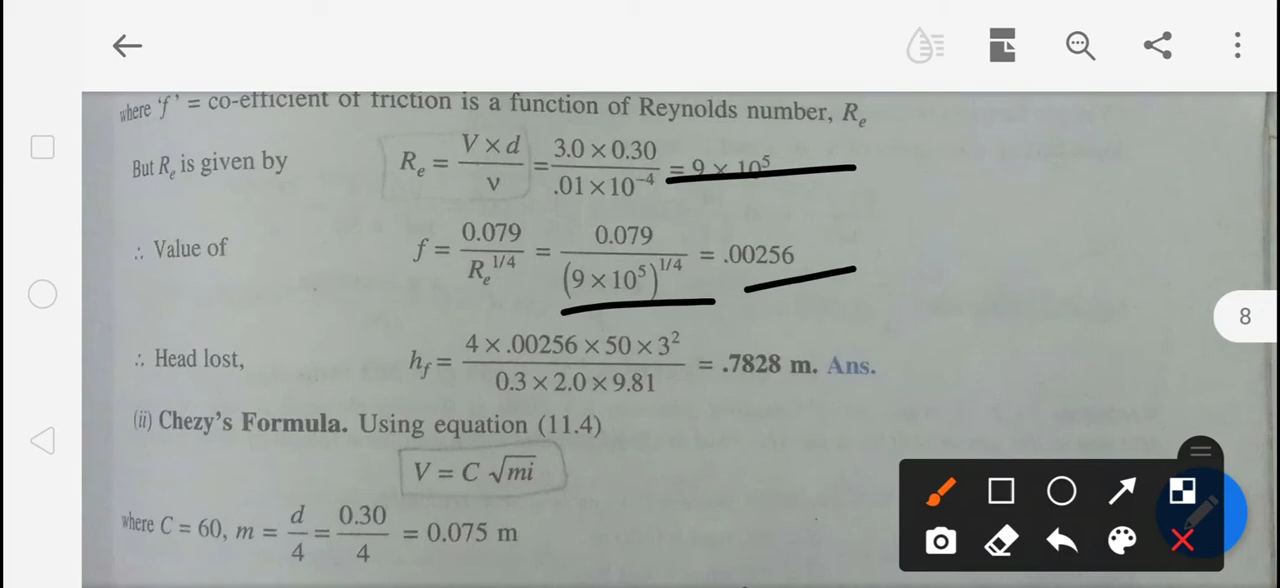 where 'f' = co-efficient of friction is a function of Reynolds number, Rₑ
But Rₑ is given by Rₑ = V × d / ν = 3.0 × 0.30 / .01 × 10⁻⁴ = 9 × 10⁵
∴ Value of f = 0.079 / Rₑ^1/4 = 0.079 / (9 × 10⁵)^1/4 = .00256
8
∴ Head lost, h_f = 4 × .00256 × 50 × 3² / 0.3 × 2.0 × 9.81 = .7828 m. Ans.
(ii) Chezy's Formula. Using equation (11.4)
V = C √mi
where C = 60, m = d / 4 = 0.30 / 4 = 0.075 m